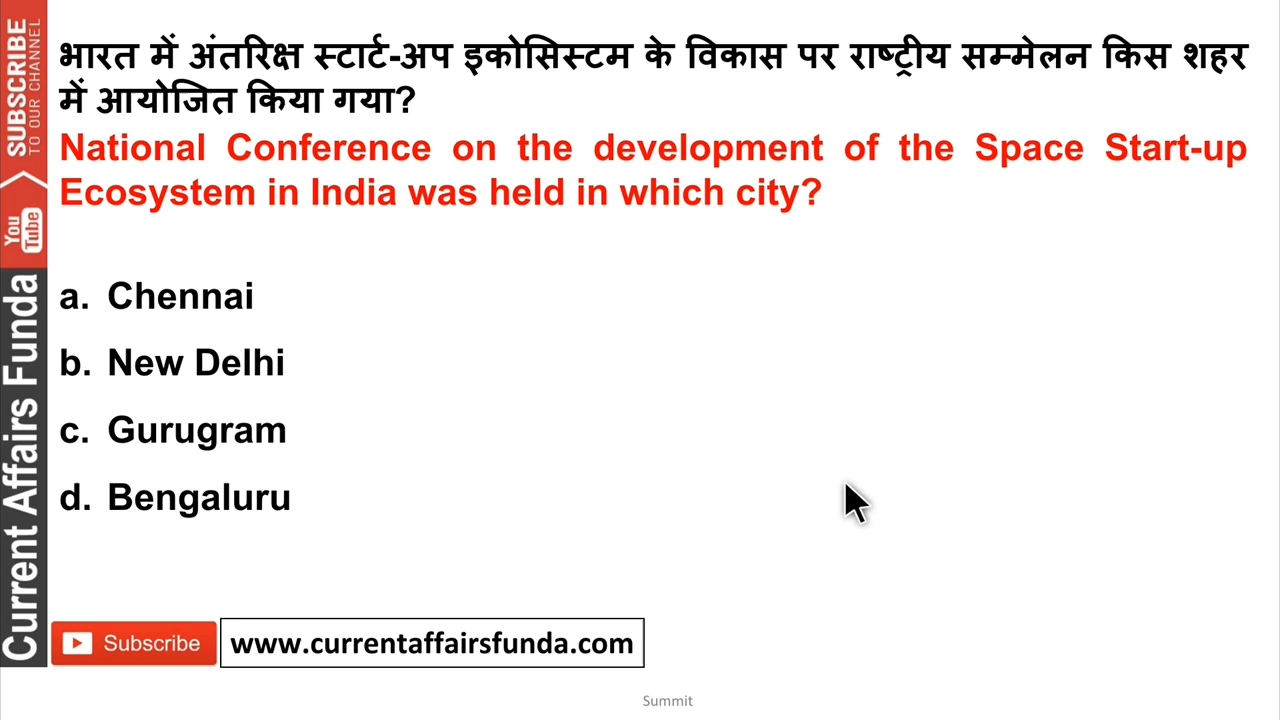 भारत में अंतरिक्ष स्टार्ट-अप इकोसिस्टम के विकास पर राष्ट्रीय सम्मेलन किस शहर
में आयोजित किया गया?
National Conference on the development of the Space Start-up
Ecosystem in India was held in which city?
a. Chennai
b. New Delhi
c. Gurugram
d. Bengaluru
SUBSCRIBE
TO OUR CHANNEL
You
Tube
Current Affairs Funda
Subscribe
www.currentaffairsfunda.com
Summit